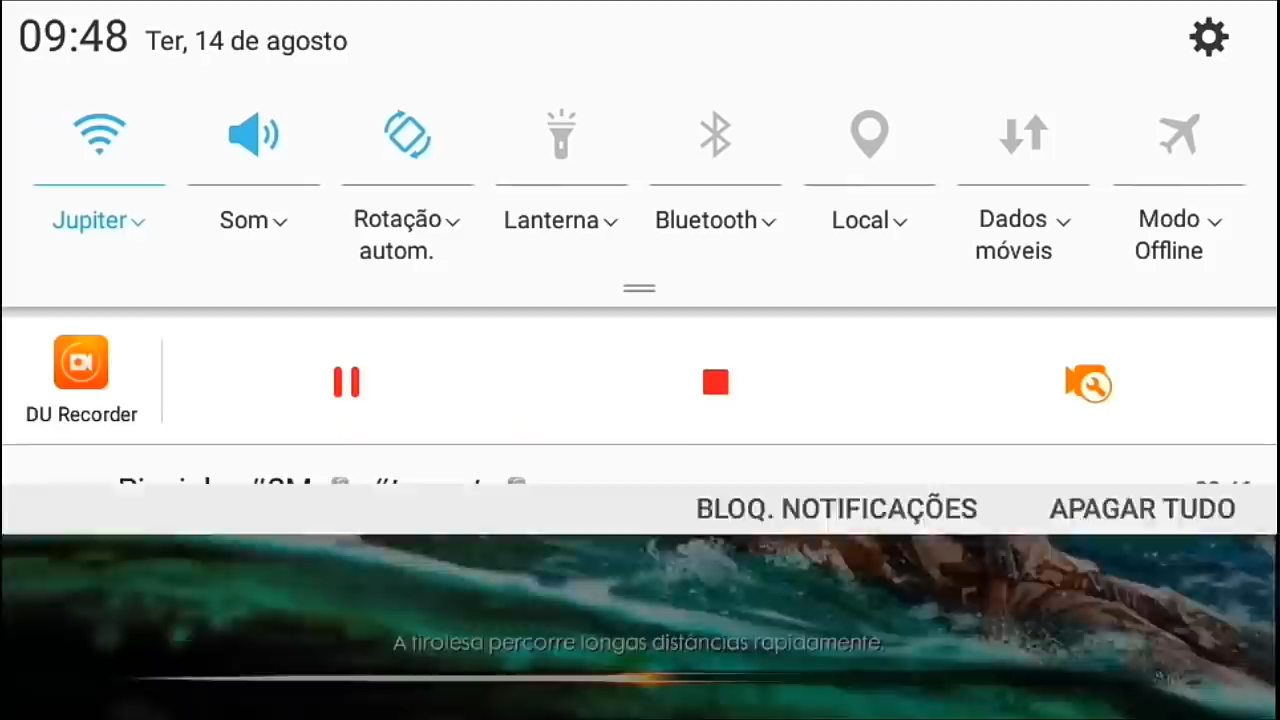 09:48 Ter, 14 de agosto
Jupiter Som Rotação autom. Lanterna Bluetooth Local Dados móveis Modo Offline
DU Recorder
BLOQ. NOTIFICAÇÕES APAGAR TUDO
A tirolesa percorre longas distâncias rapidamente.